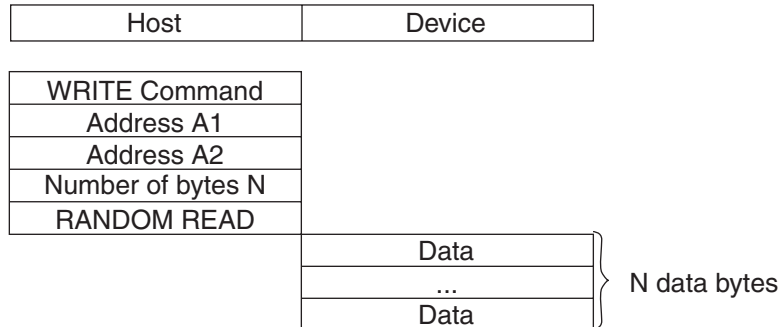 Host Device
WRITE Command
Address A1
Address A2
Number of bytes N
RANDOM READ
Data
...
N data bytes
Data